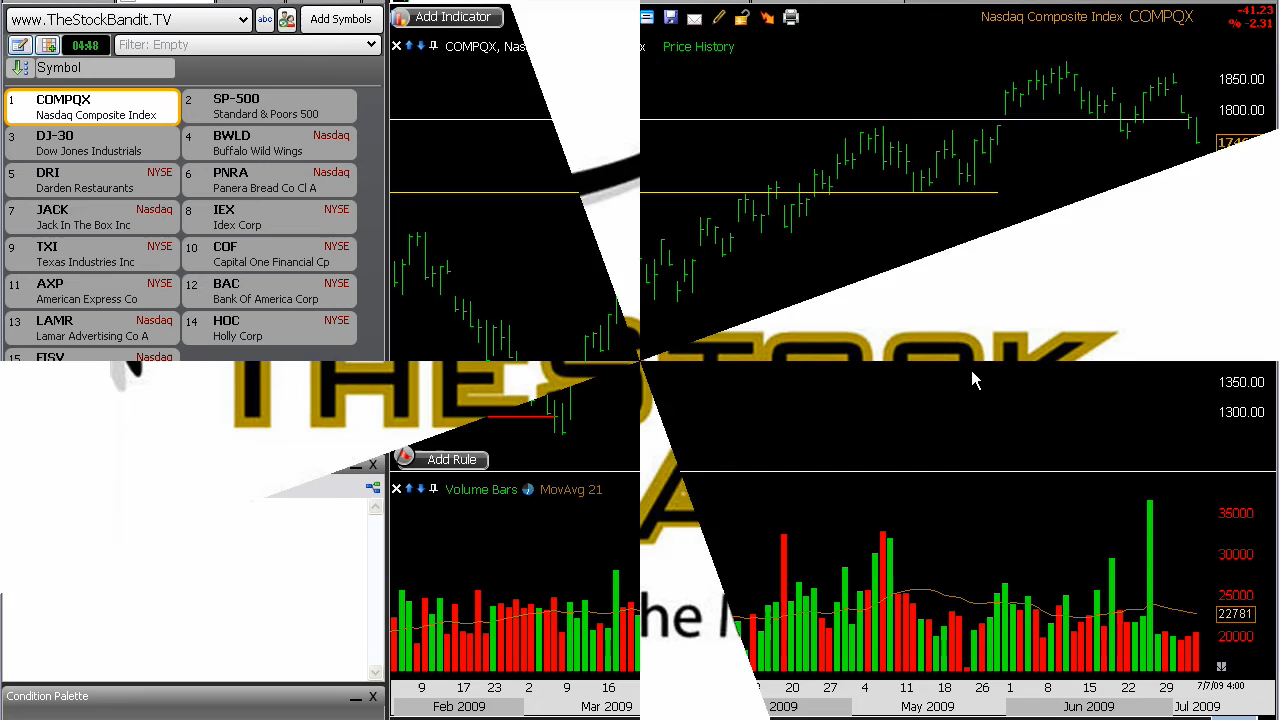 www.TheStockBandit.TV
abc
Add Symbols
04:48
Filter: Empty
Symbol
1 COMPQX
Nasdaq Composite Index
2 SP-500
Standard & Poors 500
3 DJ-30
Dow Jones Industrials
4 BWLD Nasdaq
Buffalo Wild Wings
5 DRI NYSE
Darden Restaurants
6 PNRA Nasdaq
Panera Bread Co Cl A
7 JACK Nasdaq
Jack In The Box Inc
8 IEX NYSE
Idex Corp
9 TXI NYSE
Texas Industries Inc
10 COF NYSE
Capital One Financial Cp
11 AXP NYSE
American Express Co
12 BAC NYSE
Bank Of America Corp
13 LAMR Nasdaq
Lamar Advertising Co A
14 HOC NYSE
Holly Corp
15 FISV Nasdaq
Condition Palette
Add Indicator
COMPQX, Nas
Price History
Nasdaq Composite Index COMPQX
-41.23
% -2.31
1850.00
1800.00
1350.00
1300.00
THE STOCK
Add Rule
Volume Bars MovAvg 21
35000
30000
25000
22781
20000
he M
9 17 23 2 9 16 20 27 4 11 18 26 1 8 15 22 29 7/7/09 4:00
Feb 2009 Mar 2009 2009 May 2009 Jun 2009 Jul 2009